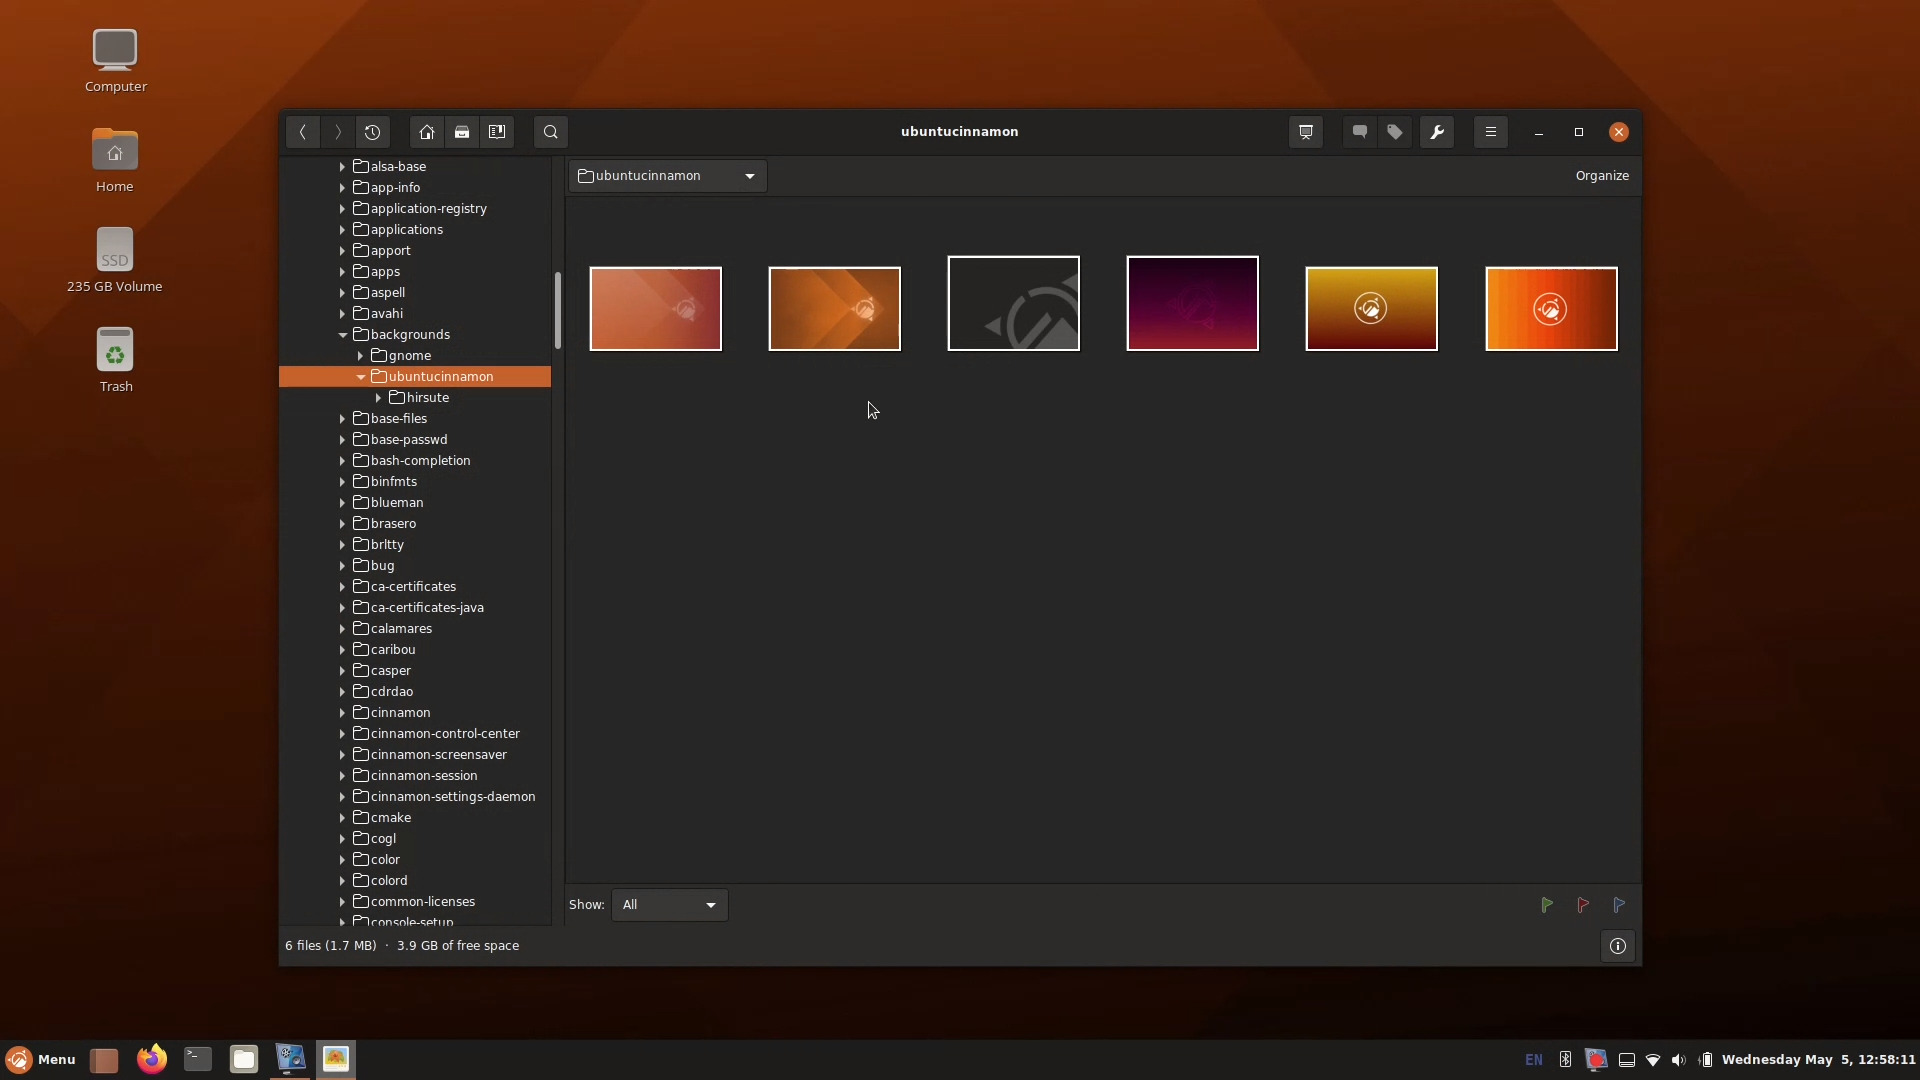 Computer
Home
SSD
235 GB Volume
Trash
ubuntucinnamon
alsa-base
app-info
application-registry
applications
apport
apps
aspell
avahi
backgrounds
gnome
ubuntucinnamon
hirsute
base-files
base-passwd
bash-completion
binfmts
blueman
brasero
brltty
bug
ca-certificates
ca-certificates-java
calamares
caribou
casper
cdrdao
cinnamon
cinnamon-control-center
cinnamon-screensaver
cinnamon-session
cinnamon-settings-daemon
cmake
cogl
color
colord
common-licenses
console-setup
ubuntucinnamon
Organize
Show: All
6 files (1.7 MB) · 3.9 GB of free space
Menu
EN
Wednesday May 5, 12:58:11